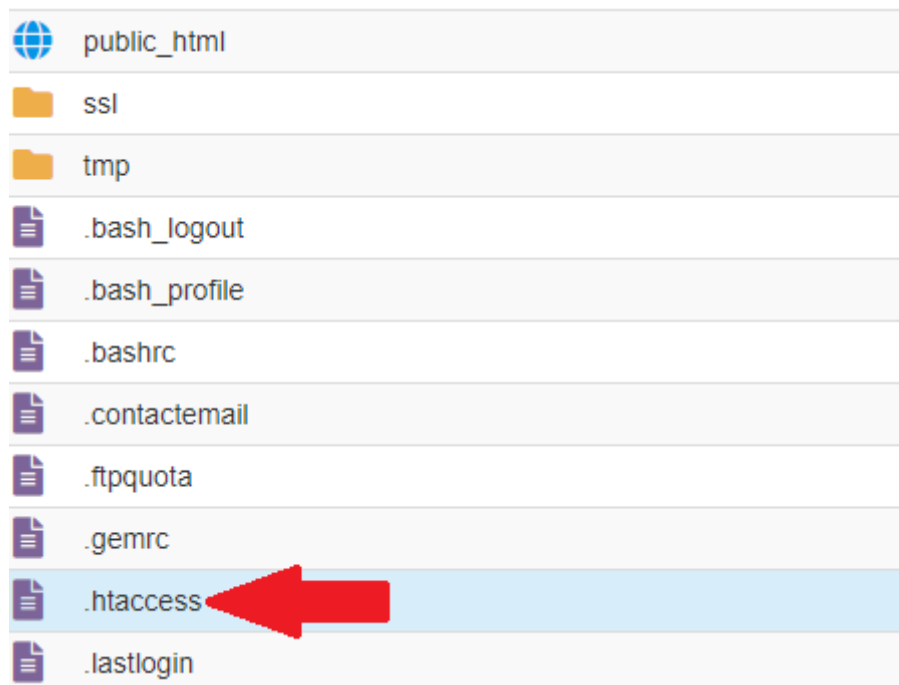 public_html
ssl
tmp
.bash_logout
.bash_profile
.bashrc
.contactemail
.ftpquota
.gemrc
.htaccess
.lastlogin